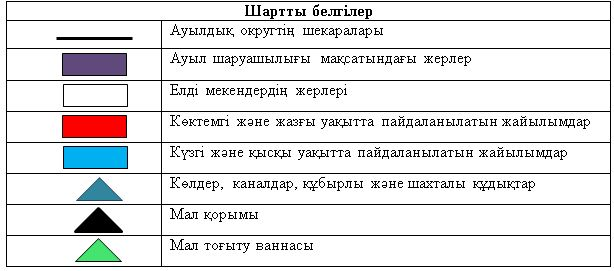 Шартты белгілер
Ауылдық округтің шекаралары
Ауыл шаруашылығы мақсатындағы жерлер
Елді мекендердің жерлері
Көктемгі және жазғы уақытта пайдаланылатын жайылымдар
Күзгі және қысқы уақытта пайдаланылатын жайылымдар
Көлдер, каналдар, құбырлы және шахталы құдықтар
Мал қорымы
Мал тоғыту ваннасы